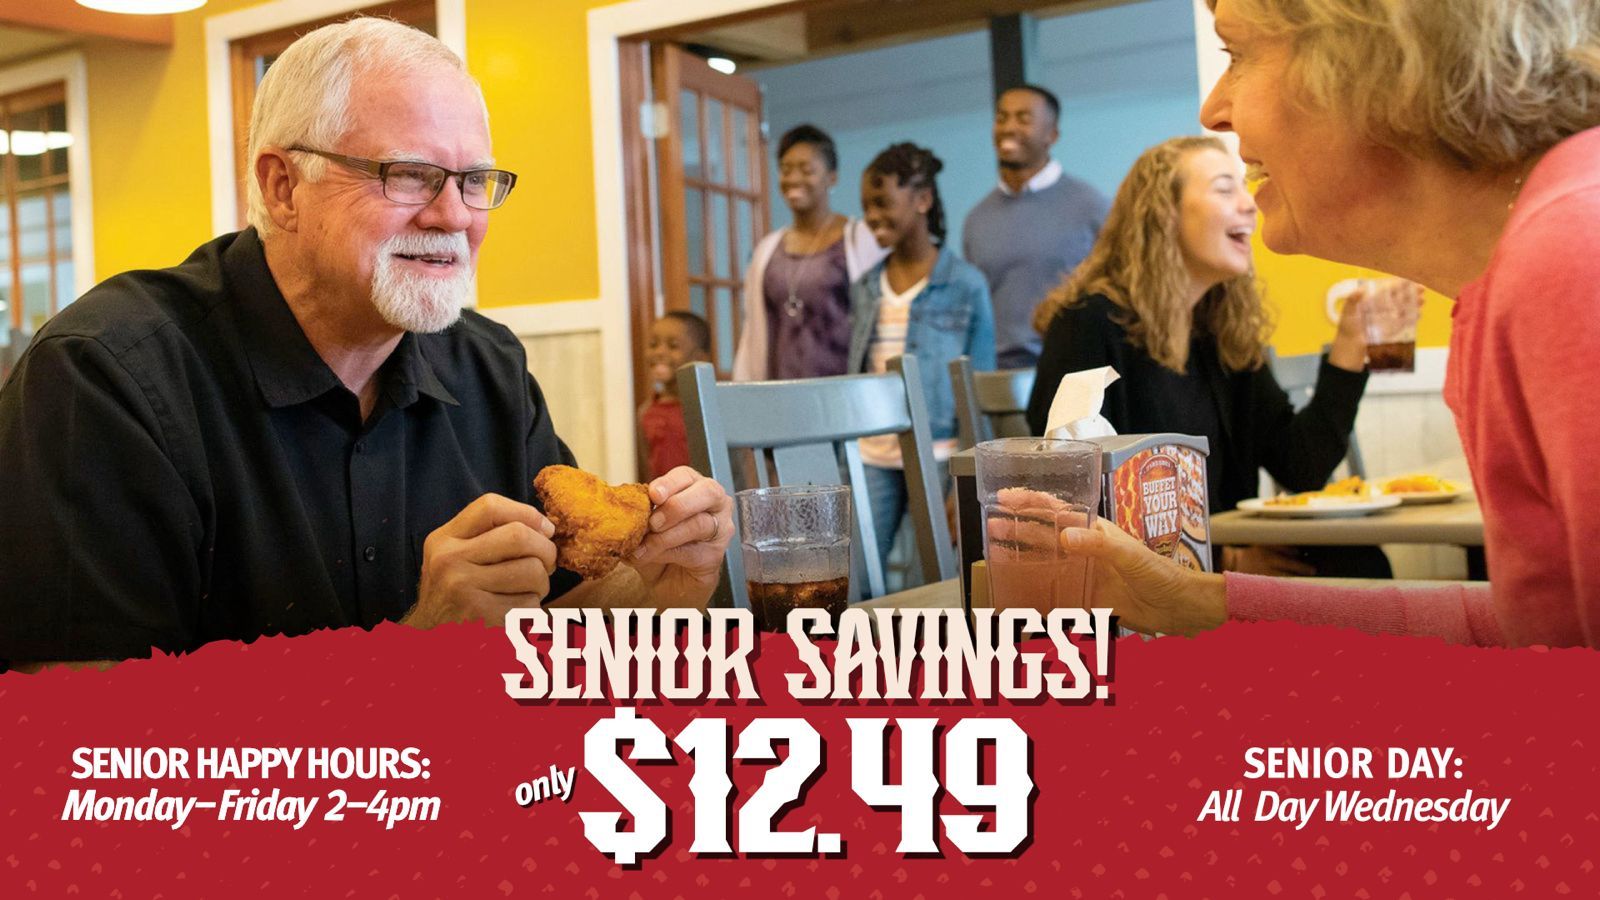 BUFFET
YOUR
WAY
SENIOR SAVINGS!
only $12.49
SENIOR HAPPY HOURS:
Monday–Friday 2–4pm
SENIOR DAY:
All Day Wednesday